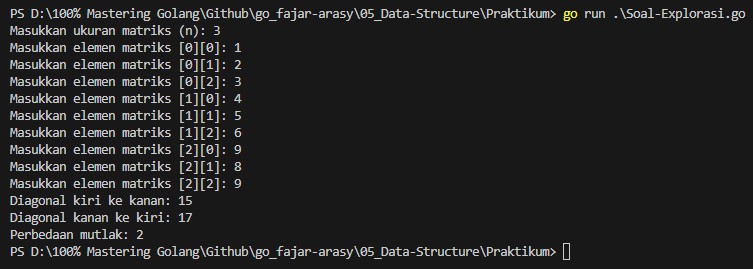 PS D:\100% Mastering Golang\Github\go_fajar-arasy\05_Data-Structure\Praktikum> go run .\Soal-Explorasi.go
Masukkan ukuran matriks (n): 3
Masukkan elemen matriks [0][0]: 1
Masukkan elemen matriks [0][1]: 2
Masukkan elemen matriks [0][2]: 3
Masukkan elemen matriks [1][0]: 4
Masukkan elemen matriks [1][1]: 5
Masukkan elemen matriks [1][2]: 6
Masukkan elemen matriks [2][0]: 9
Masukkan elemen matriks [2][1]: 8
Masukkan elemen matriks [2][2]: 9
Diagonal kiri ke kanan: 15
Diagonal kanan ke kiri: 17
Perbedaan mutlak: 2
PS D:\100% Mastering Golang\Github\go_fajar-arasy\05_Data-Structure\Praktikum>